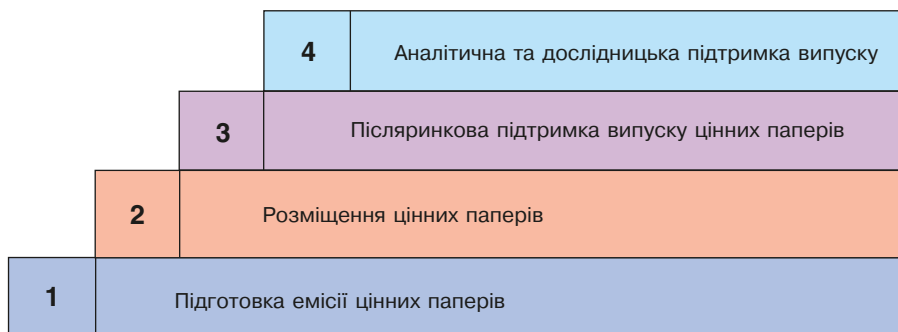 4 Аналітична та дослідницька підтримка випуску
3 Післяринкова підтримка випуску цінних паперів
2 Розміщення цінних паперів
1 Підготовка емісії цінних паперів